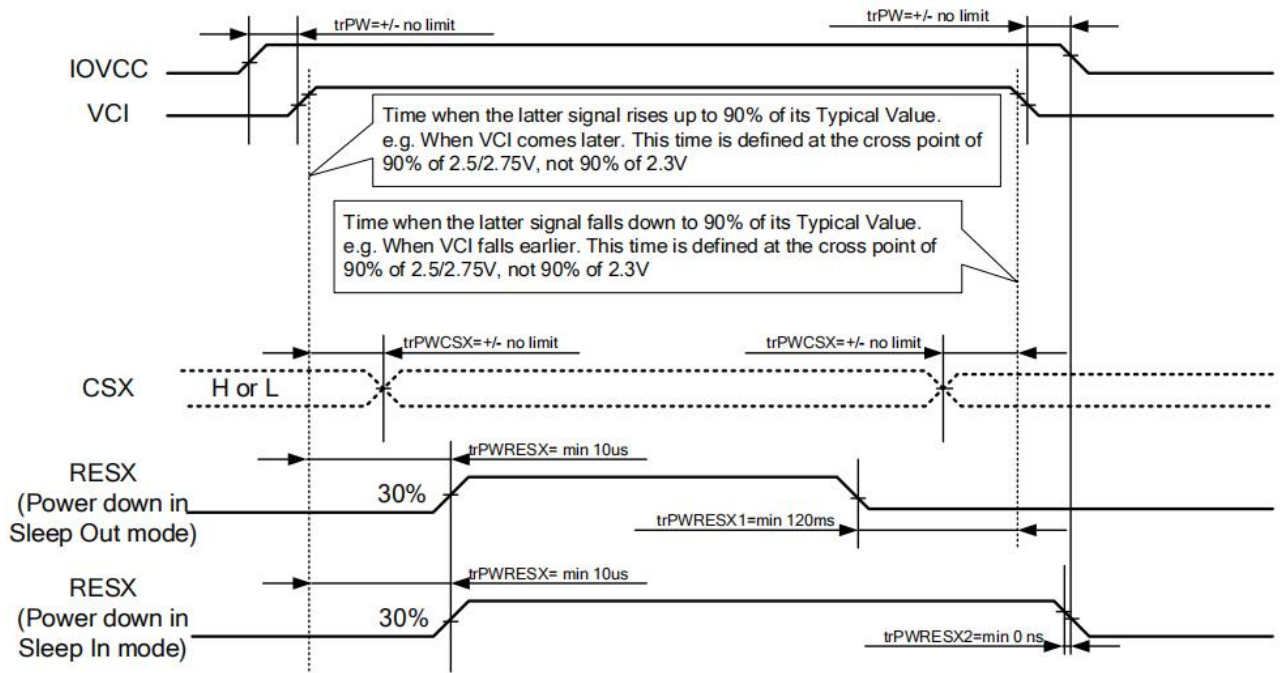 trPW=+/- no limit
trPW=+/- no limit
IOVCC
VCI
Time when the latter signal rises up to 90% of its Typical Value.
e.g. When VCI comes later. This time is defined at the cross point of
90% of 2.5/2.75V, not 90% of 2.3V
Time when the latter signal falls down to 90% of its Typical Value.
e.g. When VCI falls earlier. This time is defined at the cross point of
90% of 2.5/2.75V, not 90% of 2.3V
trPWCSX=+/- no limit
trPWCSX=+/- no limit
CSX
H or L
trPWRESX= min 10us
RESX
(Power down in
Sleep Out mode)
30%
trPWRESX1=min 120ms
trPWRESX= min 10us
RESX
(Power down in
Sleep In mode)
30%
trPWRESX2=min 0 ns